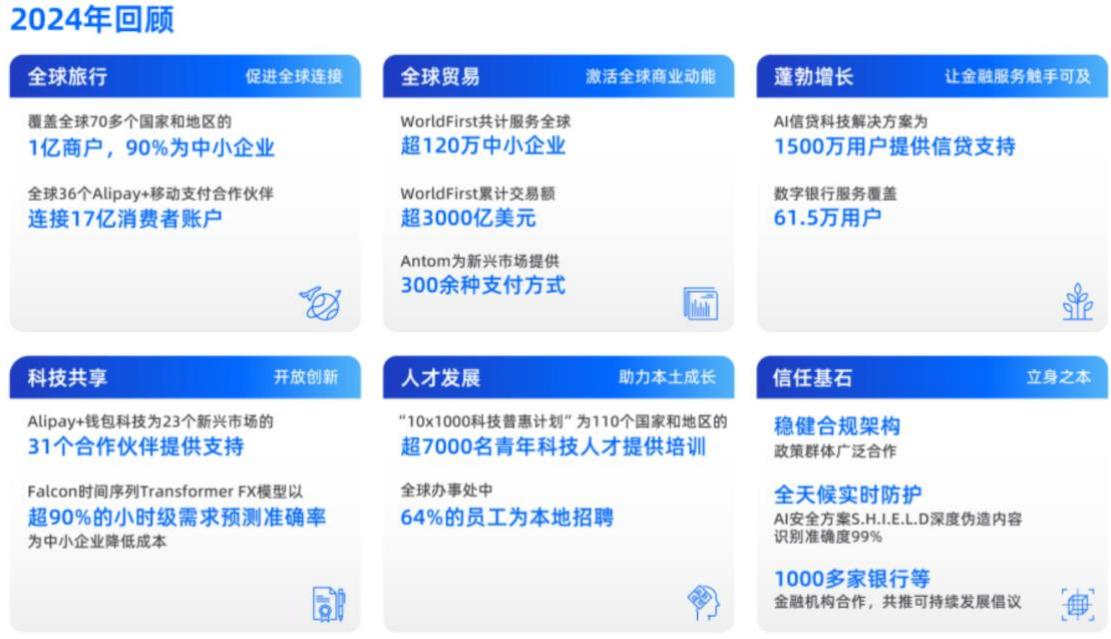 2024年回顾
全球旅行
促进全球连接
覆盖全球70多个国家和地区的
1亿商户，90%为中小企业
全球36个Alipay+移动支付合作伙伴
连接17亿消费者账户
全球贸易
激活全球商业动能
WorldFirst共计服务全球
超120万中小企业
WorldFirst累计交易额
超3000亿美元
Antom为新兴市场提供
300余种支付方式
蓬勃增长
让金融服务触手可及
AI信贷科技解决方案为
1500万用户提供信贷支持
数字银行服务覆盖
61.5万用户
科技共享
开放创新
Alipay+钱包科技为23个新兴市场的
31个合作伙伴提供支持
Falcon时间序列Transformer FX模型以
超90%的小时级需求预测准确率
为中小企业降低成本
人才发展
助力本土成长
“10x1000科技普惠计划”为110个国家和地区的
超7000名青年科技人才提供培训
全球办事处中
64%的员工为本地招聘
信任基石
立身之本
稳健合规架构
政策群体广泛合作
全天候实时防护
AI安全方案S.H.I.E.L.D深度伪造内容
识别准确度99%
1000多家银行等
金融机构合作，共推可持续发展倡议